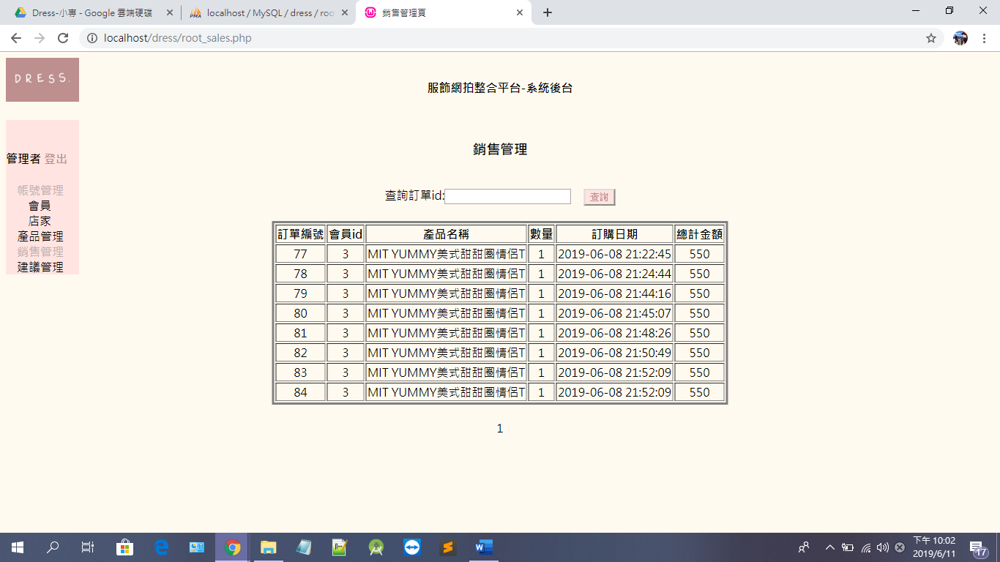 Dress-小專 - Google 雲端硬碟
localhost / MySQL / dress / roo
銷售管理頁
localhost/dress/root_sales.php
DRESS.
服飾網拍整合平台-系統後台
管理者 登出
帳號管理
會員
店家
產品管理
銷售管理
建議管理
銷售管理
查詢訂單id: 查詢
訂單編號 會員id 產品名稱 數量 訂購日期 總計金額
77 3 MIT YUMMY美式甜甜圈情侶T 1 2019-06-08 21:22:45 550
78 3 MIT YUMMY美式甜甜圈情侶T 1 2019-06-08 21:24:44 550
79 3 MIT YUMMY美式甜甜圈情侶T 1 2019-06-08 21:44:16 550
80 3 MIT YUMMY美式甜甜圈情侶T 1 2019-06-08 21:45:07 550
81 3 MIT YUMMY美式甜甜圈情侶T 1 2019-06-08 21:48:26 550
82 3 MIT YUMMY美式甜甜圈情侶T 1 2019-06-08 21:50:49 550
83 3 MIT YUMMY美式甜甜圈情侶T 1 2019-06-08 21:52:09 550
84 3 MIT YUMMY美式甜甜圈情侶T 1 2019-06-08 21:52:09 550
1
下午 10:02
2019/6/11
17